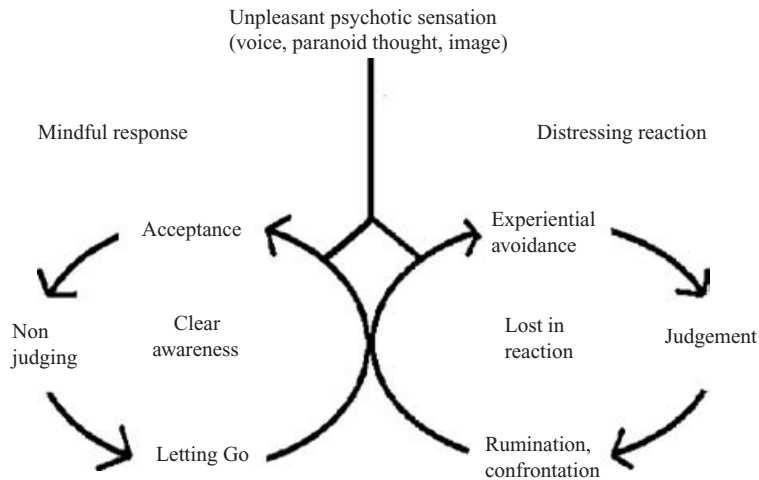 Unpleasant psychotic sensation
(voice, paranoid thought, image)
Mindful response
Distressing reaction
Acceptance
Experiential
avoidance
Non
judging
Clear
awareness
Lost in
reaction
Judgement
Letting Go
Rumination,
confrontation